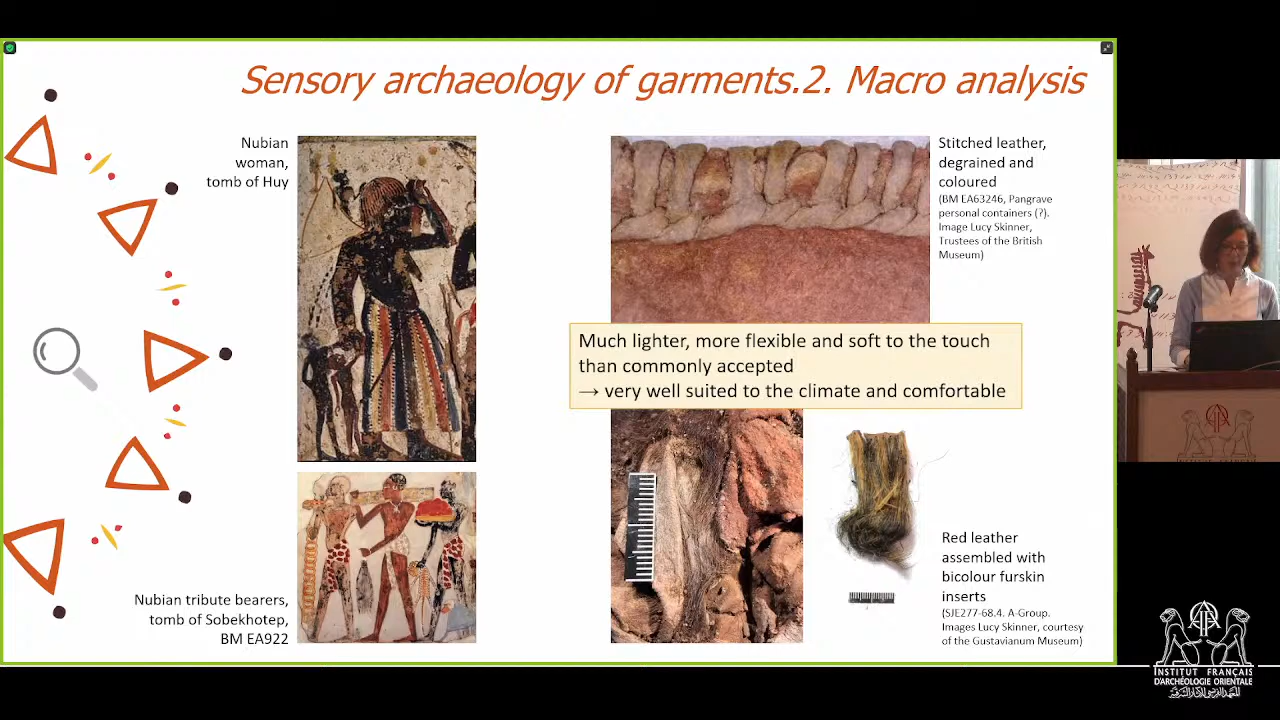 Sensory archaeology of garments.2. Macro analysis
Nubian
woman,
tomb of Huy
Stitched leather,
degrained and
coloured
(BM EA63246, Pangrave
personal containers (?).
Image Lucy Skinner,
Trustees of the British
Museum)
Much lighter, more flexible and soft to the touch
than commonly accepted
→ very well suited to the climate and comfortable
Nubian tribute bearers,
tomb of Sobekhotep,
BM EA922
Red leather
assembled with
bicolour furskin
inserts
(SJE277-68.4. A-Group.
Images Lucy Skinner, courtesy
of the Gustavianum Museum)
INSTITUT FRANÇAIS
D'ARCHÉOLOGIE ORIENTALE